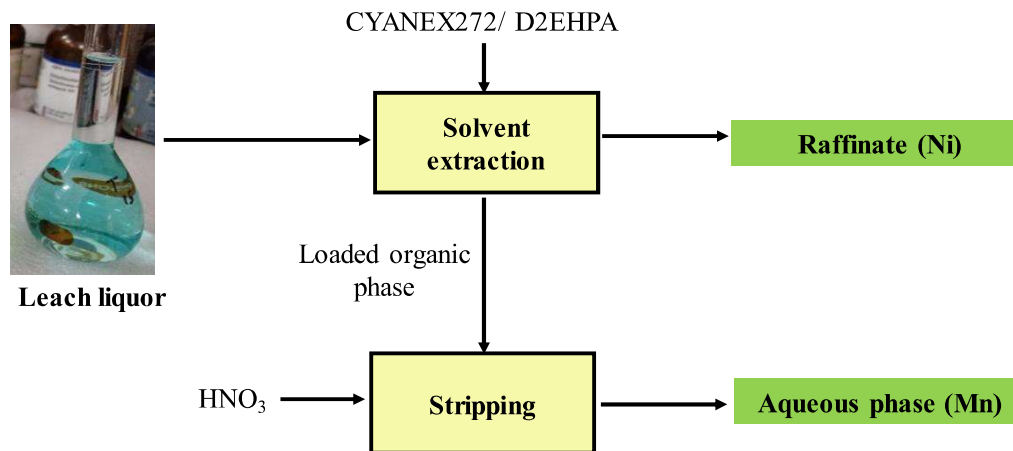 CYANEX272/ D2EHPA
Solvent
extraction
Raffinate (Ni)
Loaded organic
phase
Leach liquor
HNO₃
Stripping
Aqueous phase (Mn)